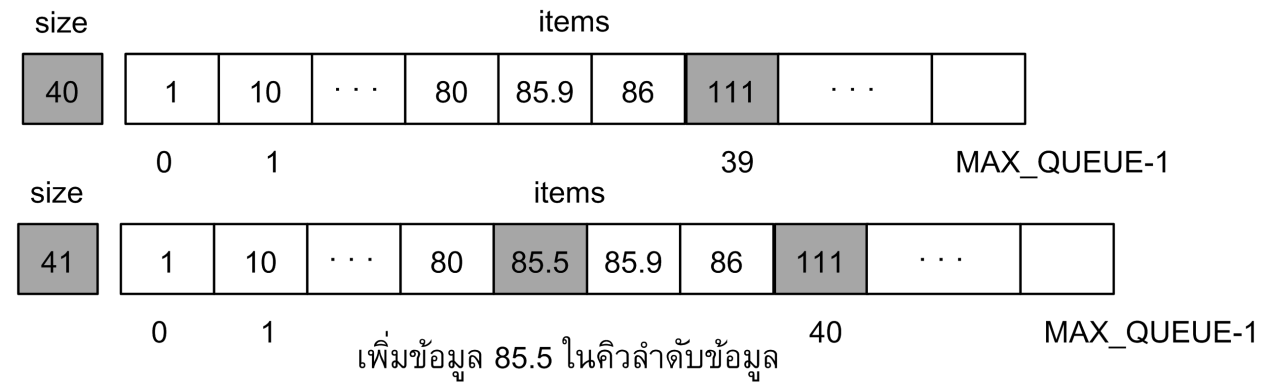 size items
40 1 10 . . . 80 85.9 86 111 . . .
0 1 39 MAX_QUEUE-1
size items
41 1 10 . . . 80 85.5 85.9 86 111 . . .
0 1 40 MAX_QUEUE-1
เพิ่มข้อมูล 85.5 ในคิวลำดับข้อมูล